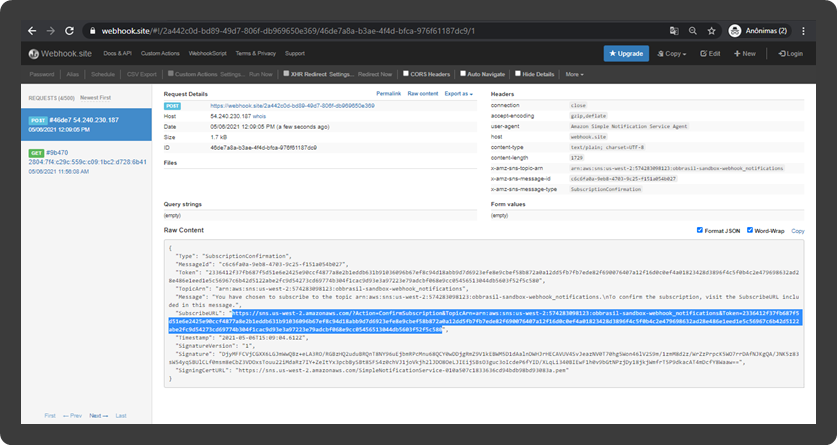 webhook.site/#!/2a442c0d-bd89-49d7-806f-db969650e369/46de7a8a-b3ae-4f4d-bfca-976f61187dc9/1
Anônimas (2)
Webhook.site Docs & API Custom Actions WebhookScript Terms & Privacy Support Upgrade Copy Edit New Login
Password Alias Schedule CSV Export Custom Actions Settings... Run Now XHR Redirect Settings... Redirect Now CORS Headers Auto Navigate Hide Details More
REQUESTS (4/500) Newest First
POST #46de7 54.240.230.187
05/06/2021 12:09:05 PM
GET #9b470
2804:7f4:c29c:559c:c09:1bc2:d728:6b41
05/06/2021 11:56:08 AM
First ← Prev Next → Last
Request Details Permalink Raw content Export as
POST https://webhook.site/2a442c0d-bd89-49d7-806f-db969650e369
Host 54.240.230.187 whois
Date 05/06/2021 12:09:05 PM (a few seconds ago)
Size 1.7 kB
ID 46de7a8a-b3ae-4f4d-bfca-976f61187dc9
Files
Headers
connection close
accept-encoding gzip,deflate
user-agent Amazon Simple Notification Service Agent
host webhook.site
content-type text/plain; charset=UTF-8
content-length 1729
x-amz-sns-topic-arn arn:aws:sns:us-west-2:574283098123:obbrasil-sandbox-webhook_notifications
x-amz-sns-message-id c6c6fa0a-9eb8-4703-9c25-f151a054b027
x-amz-sns-message-type SubscriptionConfirmation
Query strings
(empty)
Form values
(empty)
Raw Content Format JSON Word-Wrap Copy
{
"Type": "SubscriptionConfirmation",
"MessageId": "c6c6fa0a-9eb8-4703-9c25-f151a054b027",
"Token":
"TopicArn": "arn:aws:sns:us-west-2:574283098123:obbrasil-sandbox-webhook_notifications",
"Message": "You have chosen to subscribe to the topic arn:aws:sns:us-west-2:574283098123:obbrasil-sandbox-webhook_notifications.\nTo confirm the subscription, visit the SubscribeURL inclu
ded in this message.",
"SubscribeURL": "https://sns.us-west-2.amazonaws.com/?Action=ConfirmSubscription&TopicArn=arn:aws:sns:us-west-2:574283098123:obbrasil-sandbox-webhook_notifications&Token=
"Timestamp": "2021-05-06T15:09:04.612Z",
"SignatureVersion": "1",
"Signature":
"SigningCertURL": "https://sns.us-west-2.amazonaws.com/SimpleNotificationService-
}